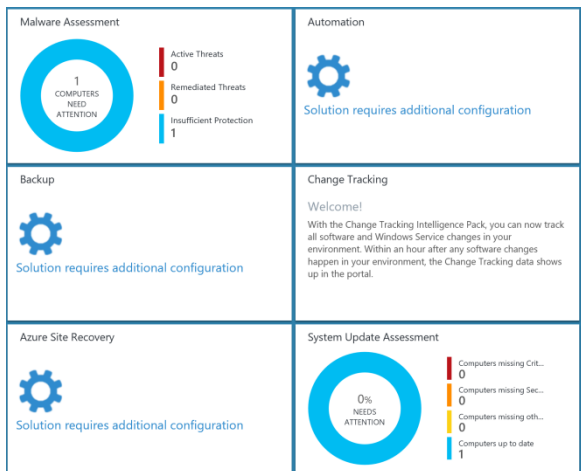 Malware Assessment
1
COMPUTERS
NEED
ATTENTION
Active Threats
0
Remediated Threats
0
Insufficient Protection
1
Automation
Solution requires additional configuration
Backup
Solution requires additional configuration
Change Tracking
Welcome!
With the Change Tracking Intelligence Pack, you can now track
all software and Windows Service changes in your
environment. Within an hour after any software changes
happen in your environment, the Change Tracking data shows
up in the portal.
Azure Site Recovery
Solution requires additional configuration
System Update Assessment
0%
NEEDS
ATTENTION
Computers missing Crit...
0
Computers missing Sec...
0
Computers missing oth...
0
Computers up to date
1